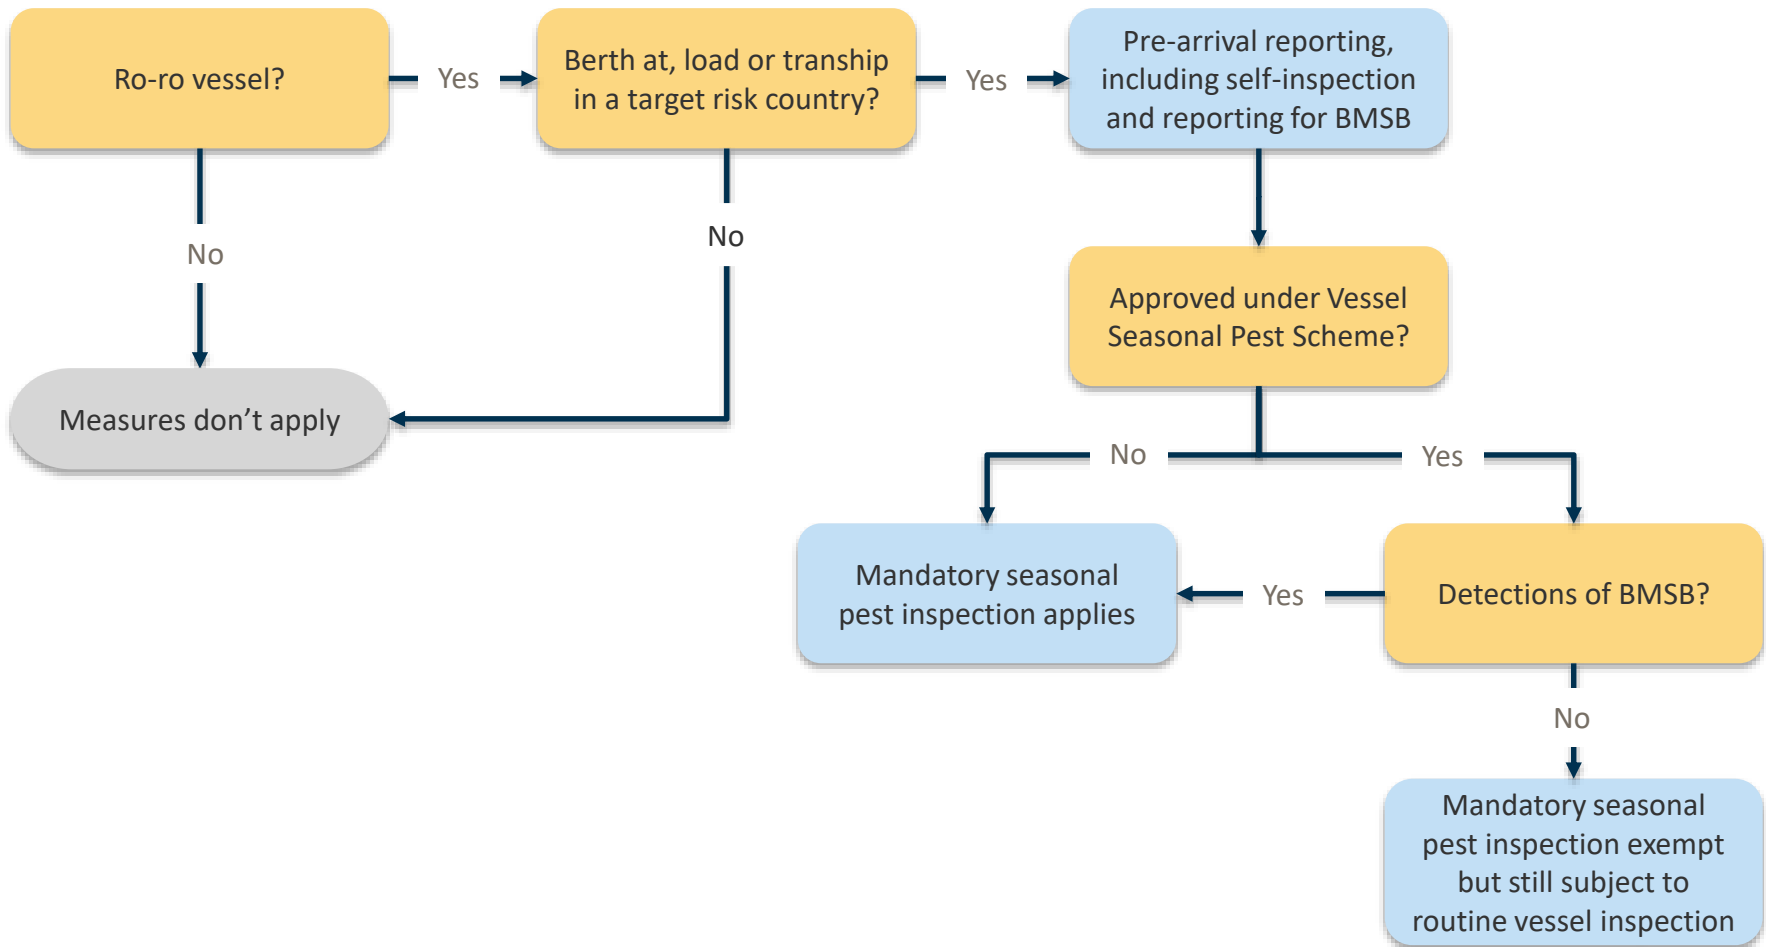 Ro-ro vessel?
Yes
Berth at, load or tranship
in a target risk country?
Yes
Pre-arrival reporting,
including self-inspection
and reporting for BMSB
No
No
Measures don’t apply
Approved under Vessel
Seasonal Pest Scheme?
No
Yes
Mandatory seasonal
pest inspection applies
Yes
Detections of BMSB?
No
Mandatory seasonal
pest inspection exempt
but still subject to
routine vessel inspection